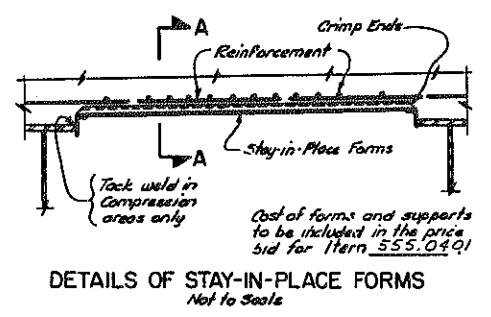 A
Crimp Ends
Reinforcement
A
Stay-in-Place Forms
Tack weld in
Compression
areas only
Cost of forms and supports
to be included in the price
bid for Item 555.0401
DETAILS OF STAY-IN-PLACE FORMS
Not to Scale